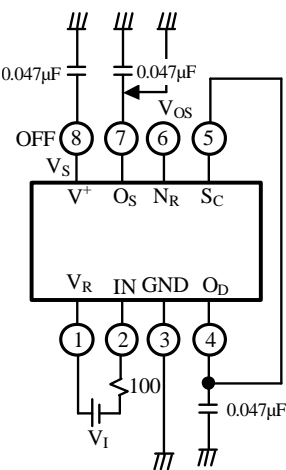 0.047μF
0.047μF
V_OS
OFF 8 7 6 5
V_S
V⁺ O_S N_R S_C
V_R IN GND O_D
1 2 3 4
100
V_I
0.047μF